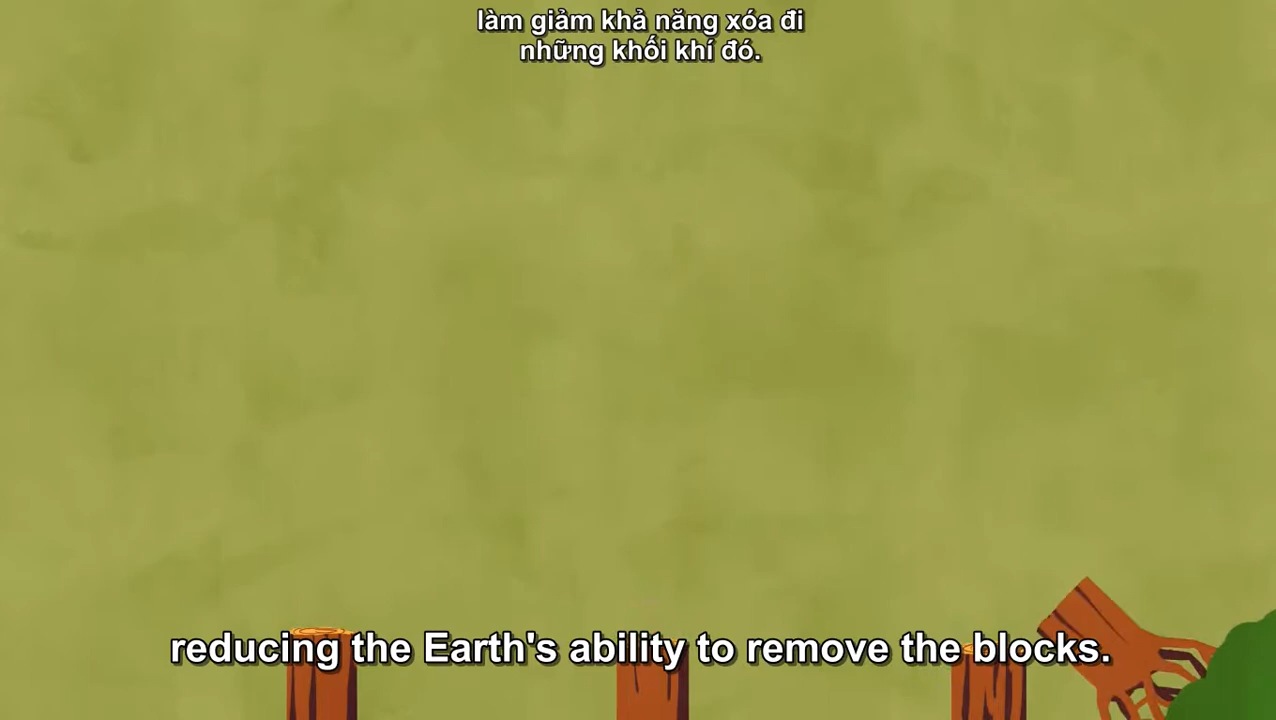 làm giảm khả năng xóa đi
những khối khí đó.
reducing the Earth's ability to remove the blocks.